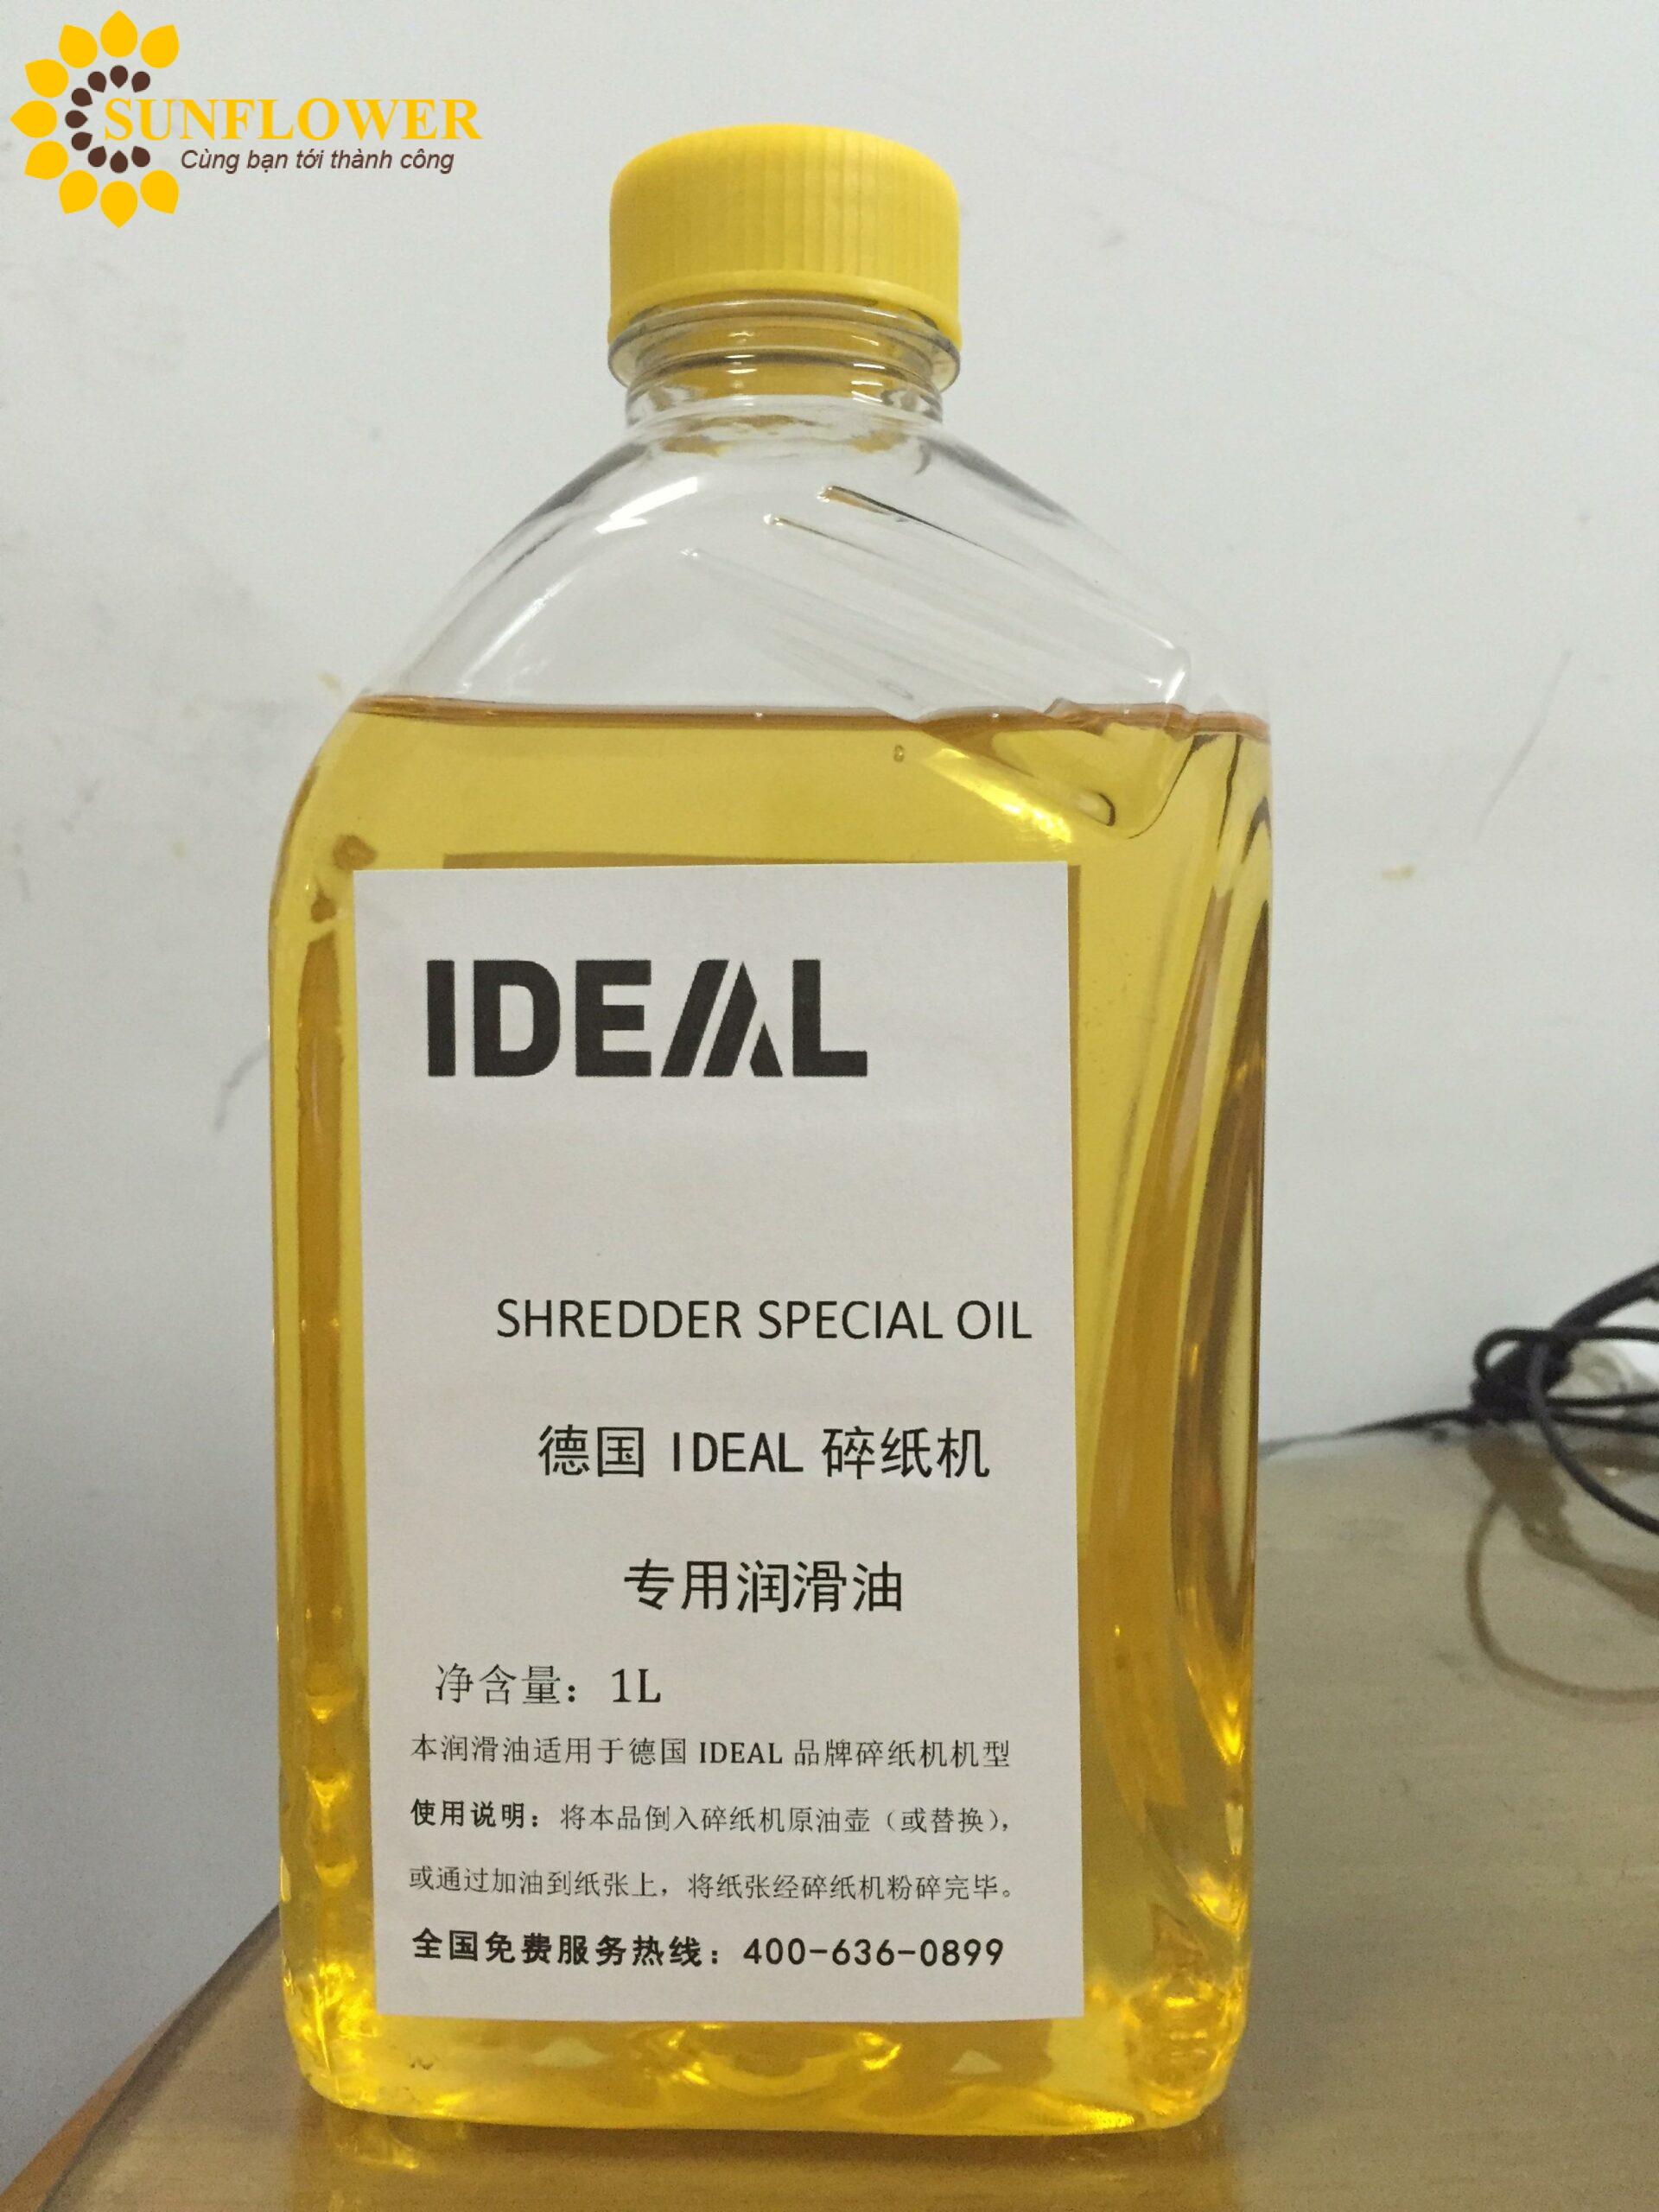 SUNFLOWER
Cùng bạn tới thành công
IDEAL
SHREDDER SPECIAL OIL
德国 IDEAL 碎纸机
专用润滑油
净含量：1L
本润滑油适用于德国 IDEAL 品牌碎纸机机型
使用说明：将本品倒入碎纸机原油壶（或替换），
或通过加油到纸张上，将纸张经碎纸机粉碎完毕。
全国免费服务热线：400-636-0899